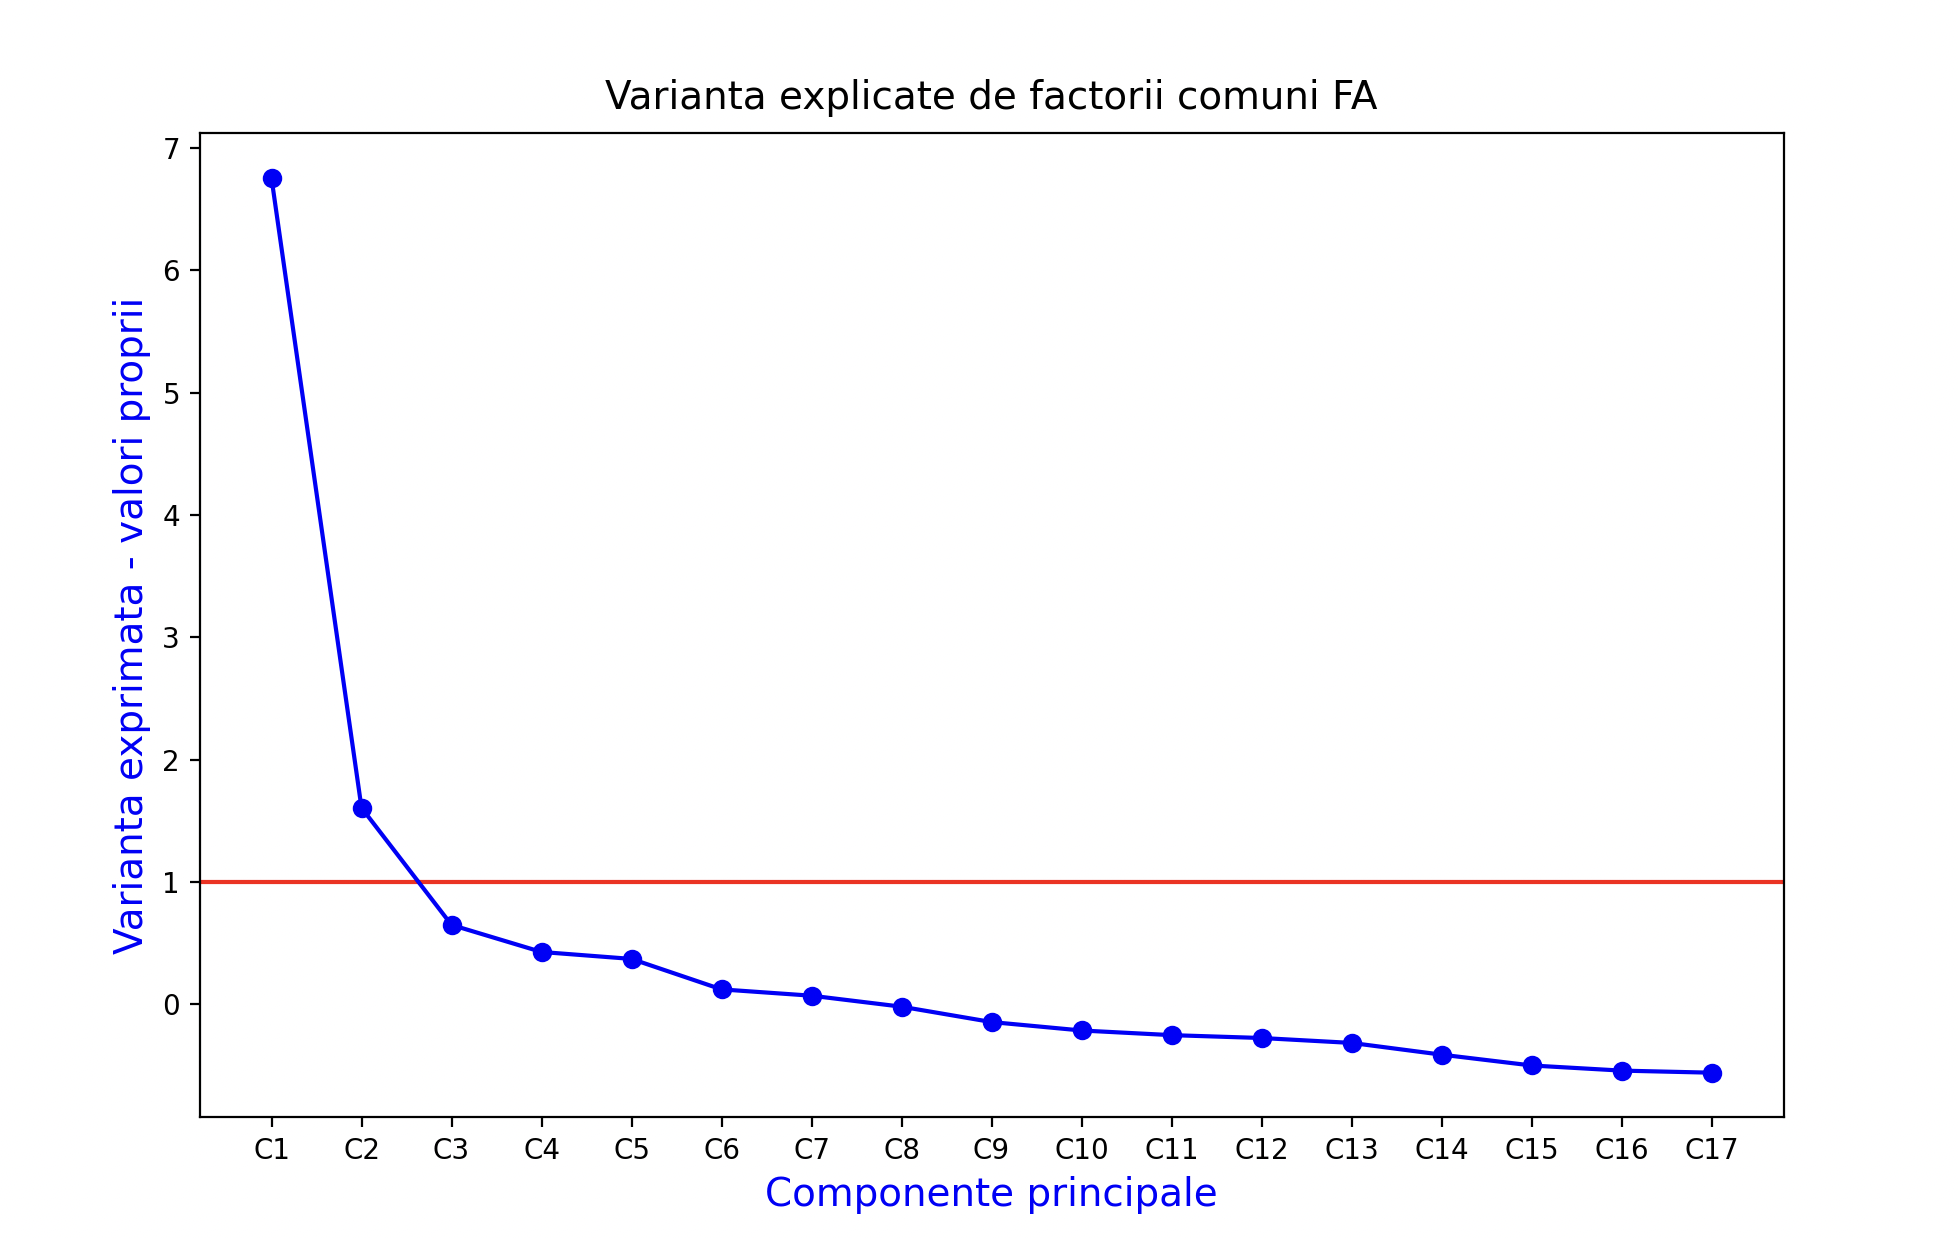 Varianta explicate de factorii comuni FA
Varianta exprimata - valori proprii
7
6
5
4
3
2
1
0
C1 C2 C3 C4 C5 C6 C7 C8 C9 C10 C11 C12 C13 C14 C15 C16 C17
Componente principale